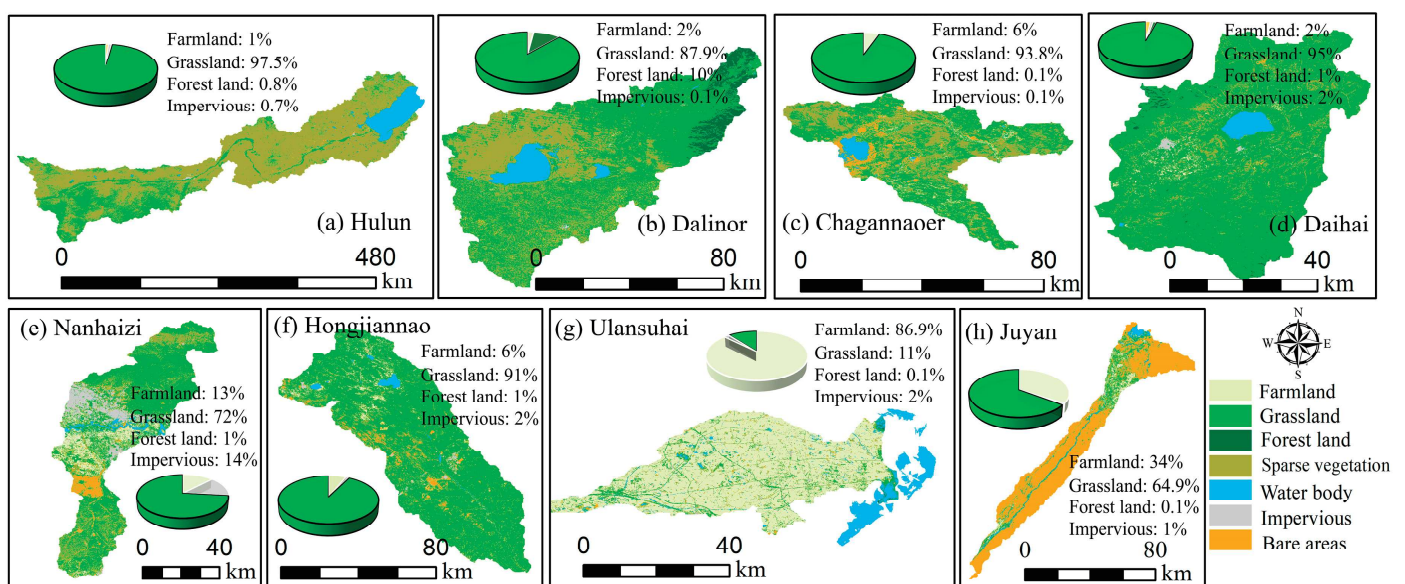 Farmland: 1%
Grassland: 97.5%
Forest land: 0.8%
Impervious: 0.7%
(a) Hulun
0 480
km
Farmland: 2%
Grassland: 87.9%
Forest land: 10%
Impervious: 0.1%
(b) Dalinor
0 80
km
Farmland: 6%
Grassland: 93.8%
Forest land: 0.1%
Impervious: 0.1%
(c) Chagannaoer
0 80
km
Farmland: 2%
Grassland: 95%
Forest land: 1%
Impervious: 2%
(d) Daihai
0 40
km
(e) Nanhaizi
Farmland: 13%
Grassland: 72%
Forest land: 1%
Impervious: 14%
0 40
km
(f) Hongjiannao
Farmland: 6%
Grassland: 91%
Forest land: 1%
Impervious: 2%
0 80
km
(g) Ulansuhai
Farmland: 86.9%
Grassland: 11%
Forest land: 0.1%
Impervious: 2%
0 40
km
(h) Juyan
Farmland: 34%
Grassland: 64.9%
Forest land: 0.1%
Impervious: 1%
0 80
km
N
W E
S
Farmland
Grassland
Forest land
Sparse vegetation
Water body
Impervious
Bare areas